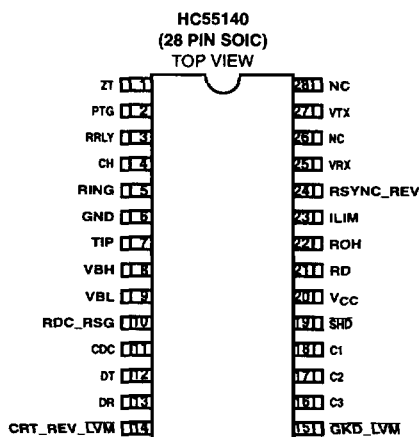 HC55140
(28 PIN SOIC)
TOP VIEW
ZT 1 28 NC
PTG 2 27 VTX
RRLY 3 26 NC
CH 4 25 VRX
RING 5 24 RSYNC_REV
GND 6 23 ILIM
TIP 7 22 ROH
VBH 8 21 RD
VBL 9 20 VCC
RDC_RSG 10 19 SHD
CDC 11 18 C1
DT 12 17 C2
DR 13 16 C3
CRT_REV_LVM 14 15 GKD_LVM